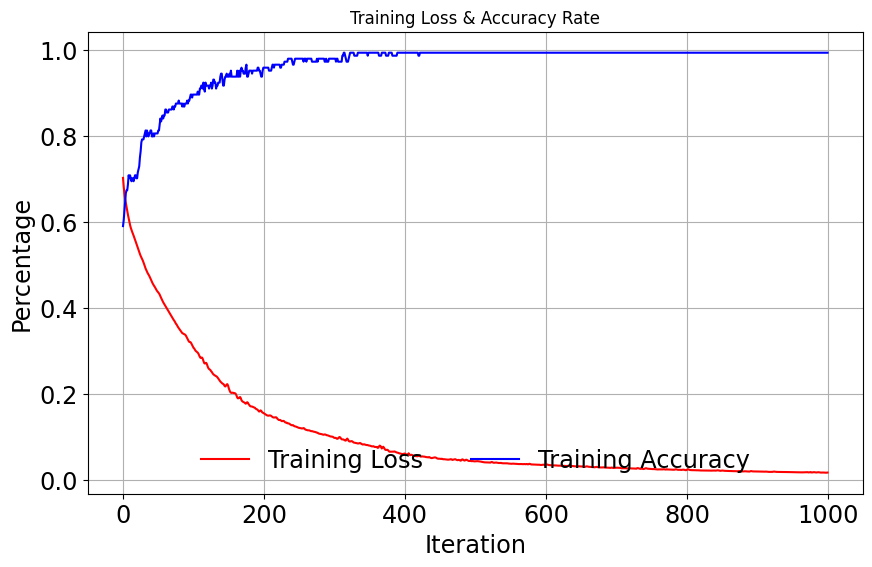 Training Loss & Accuracy Rate
1.0
0.8
0.6
0.4
0.2
0.0
Percentage
Training Loss
Training Accuracy
0 200 400 600 800 1000
Iteration